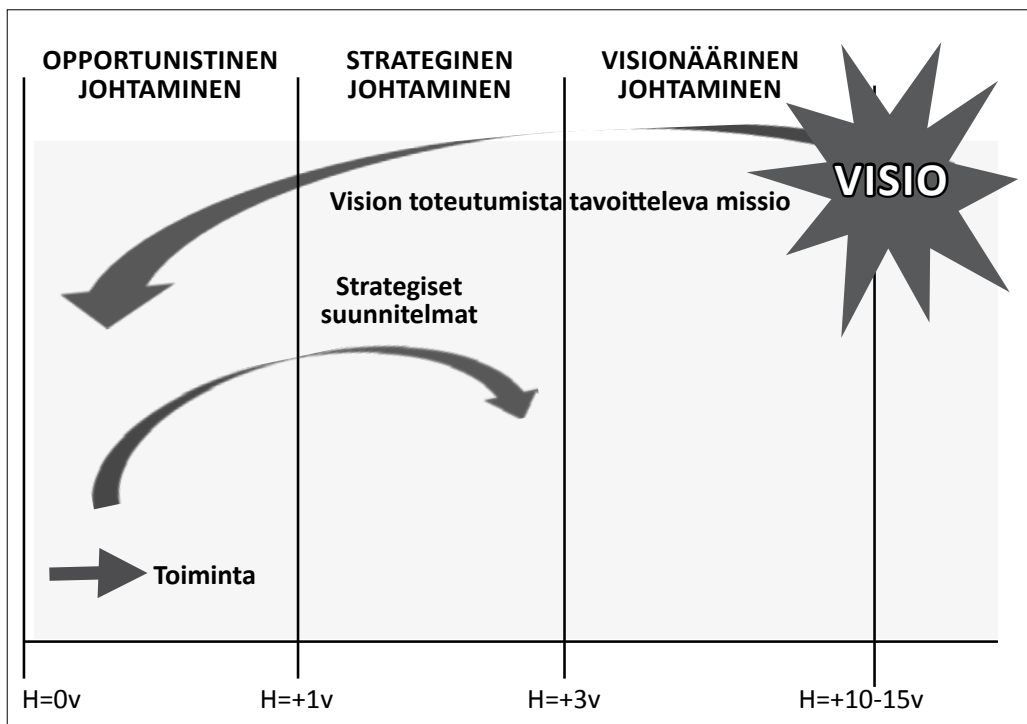 OPPORTUNISTINEN
JOHTAMINEN
STRATEGINEN
JOHTAMINEN
VISIONÄÄRINEN
JOHTAMINEN
VISIO
Vision toteutumista tavoitteleva missio
Strategiset
suunnitelmat
Toiminta
H=0v
H=+1v
H=+3v
H=+10-15v